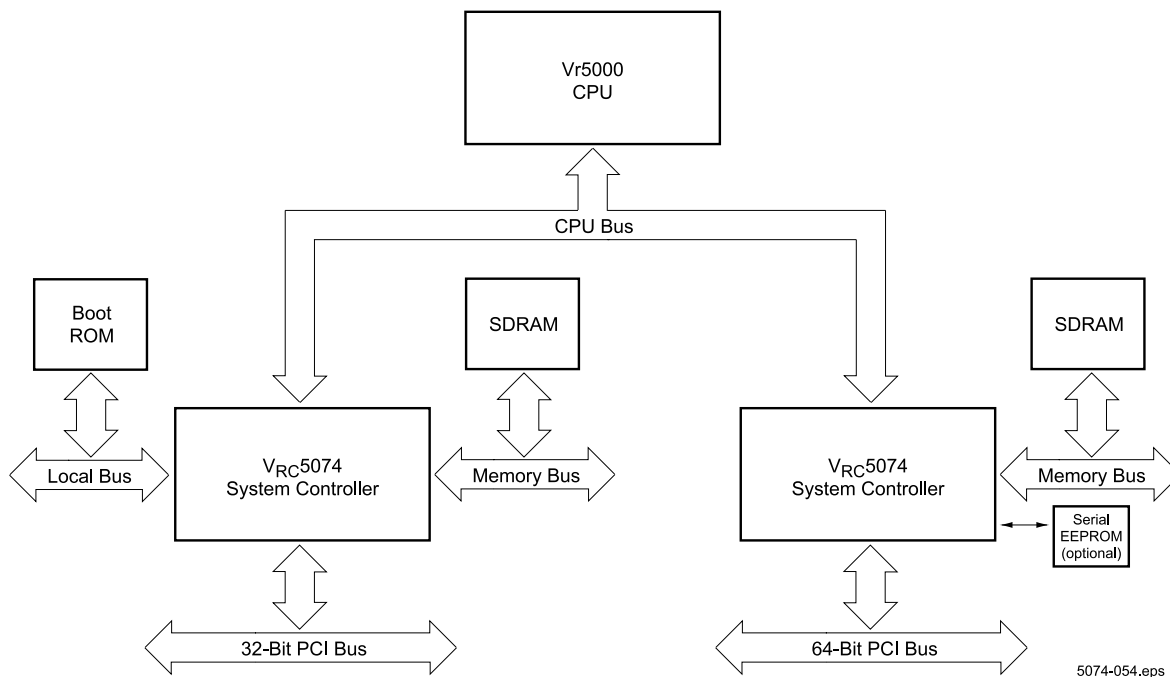 Vr5000
CPU
CPU Bus
Boot
ROM
SDRAM
SDRAM
Local Bus
VRC5074
System Controller
Memory Bus
VRC5074
System Controller
Memory Bus
Serial
EEPROM
(optional)
32-Bit PCI Bus
64-Bit PCI Bus
5074-054.eps